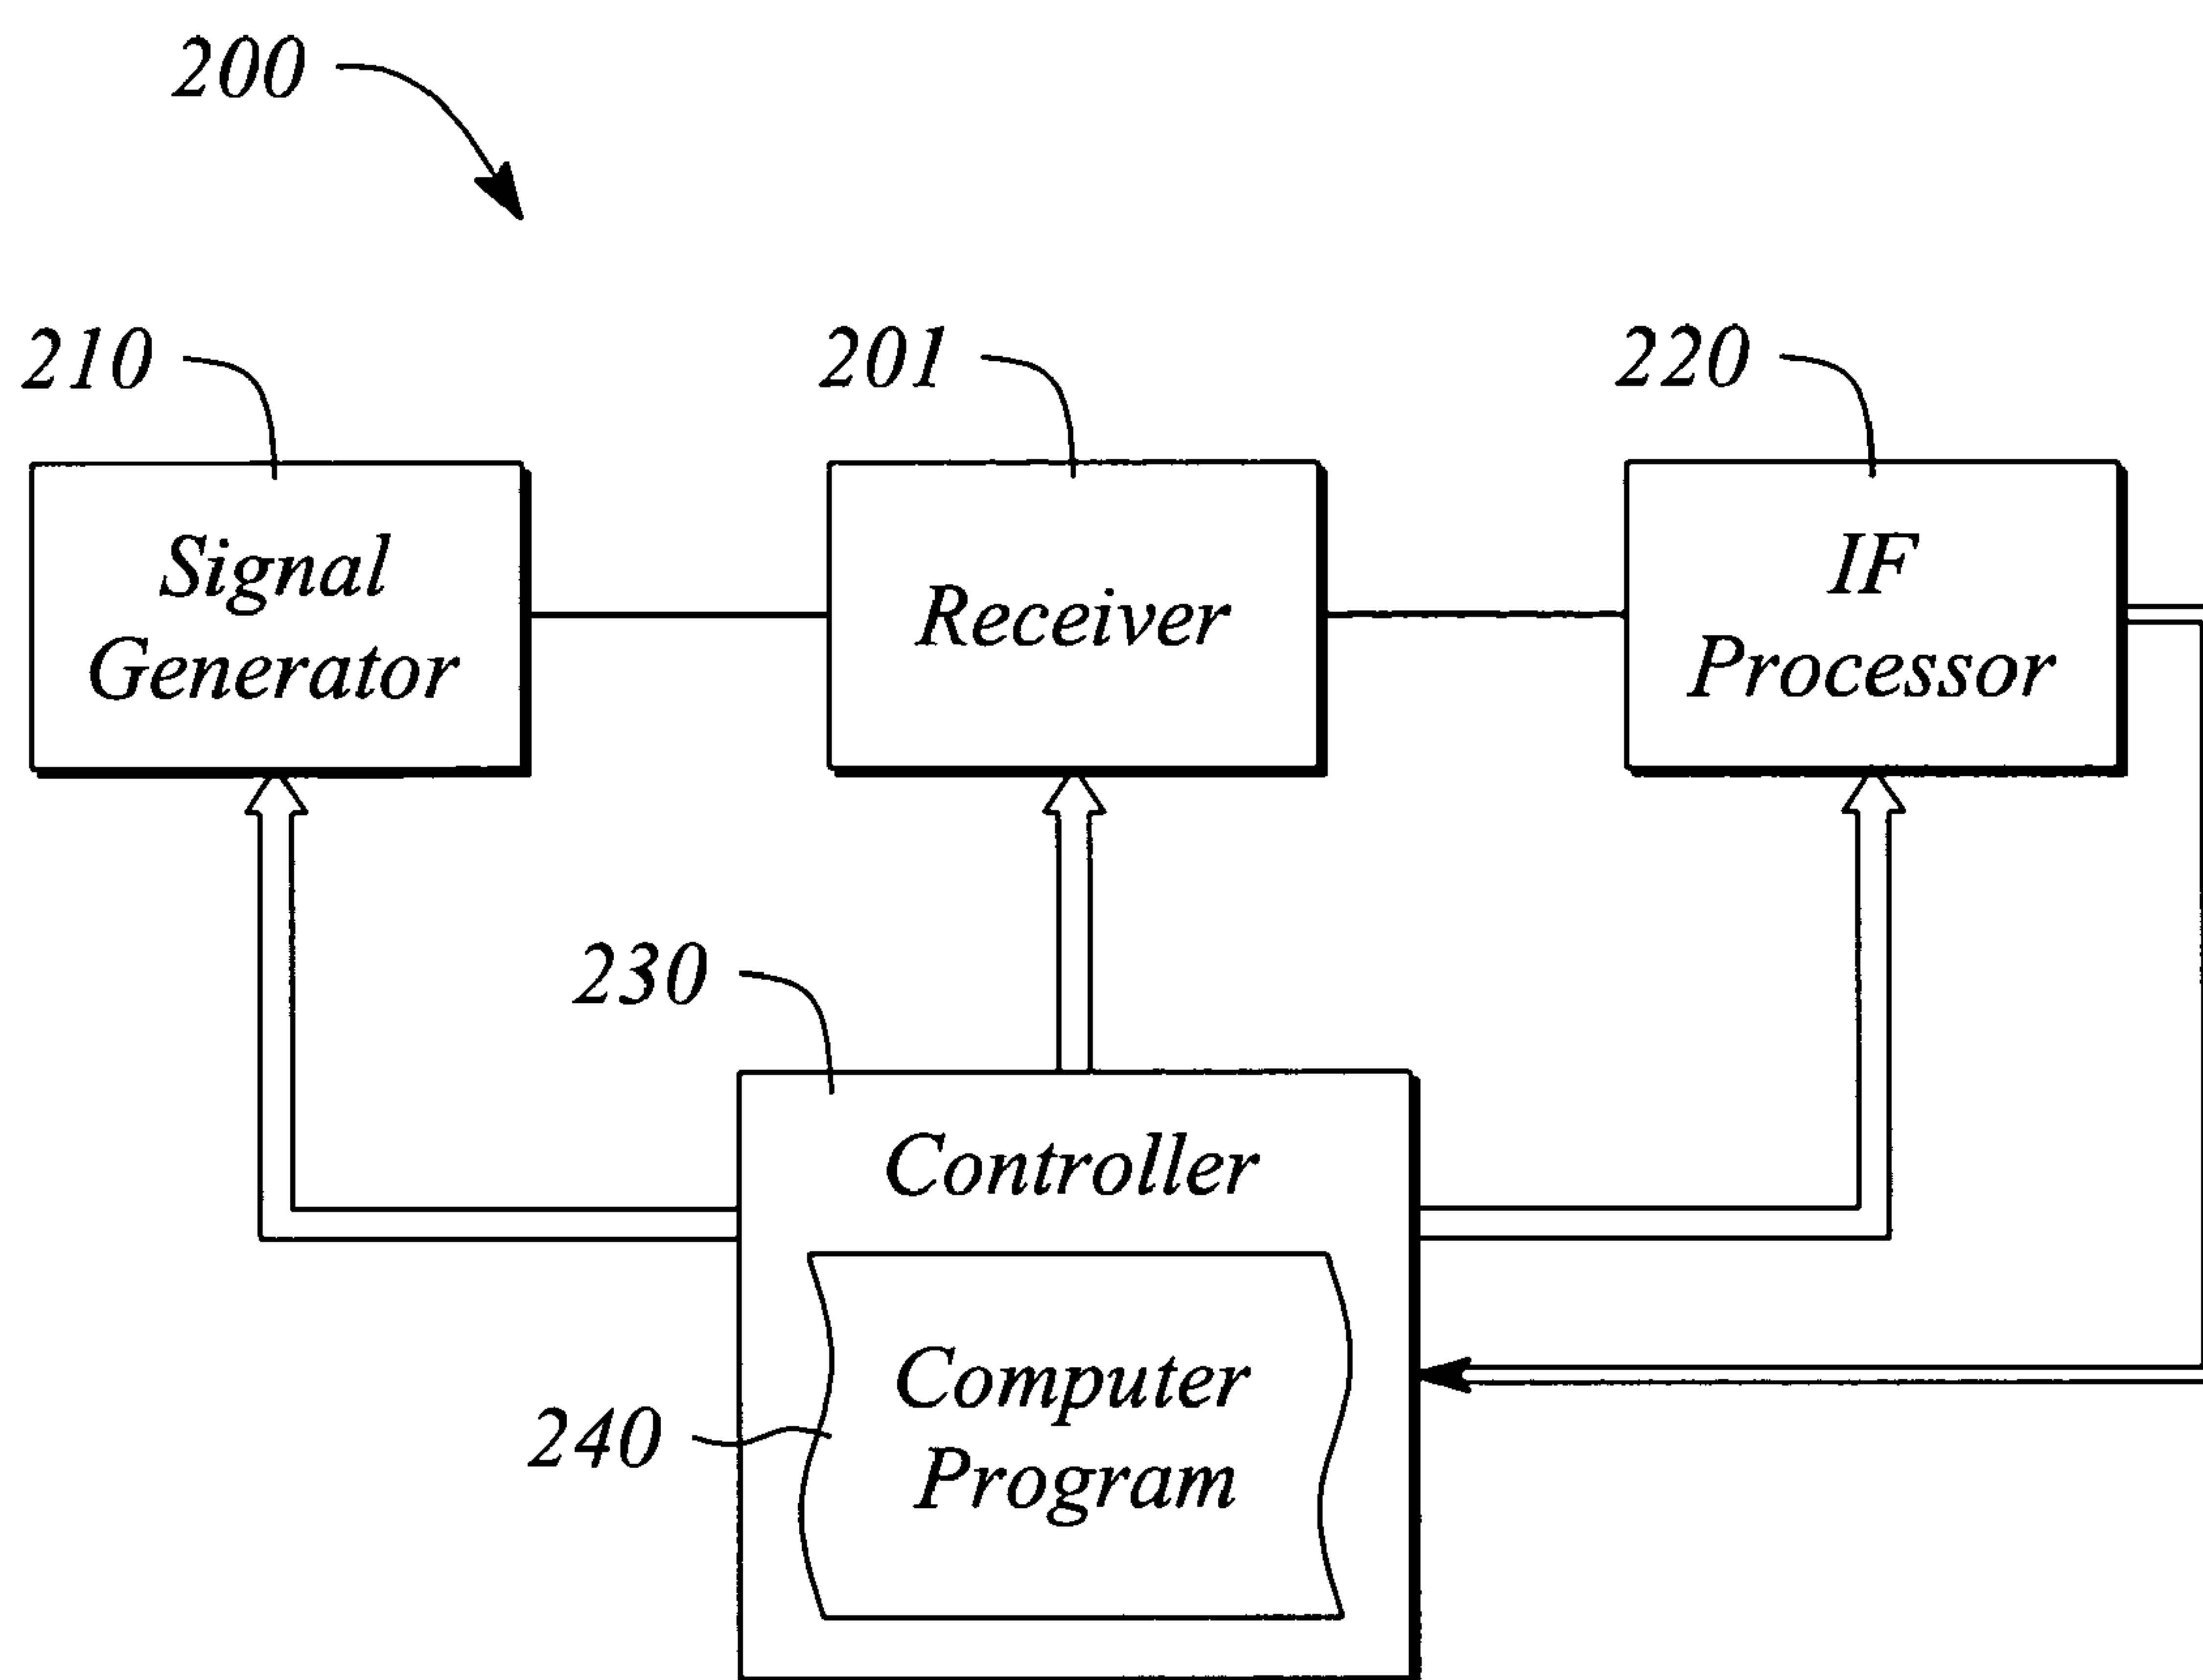 200
210
201
220
Signal
Generator
Receiver
IF
Processor
230
Controller
Computer
Program
240